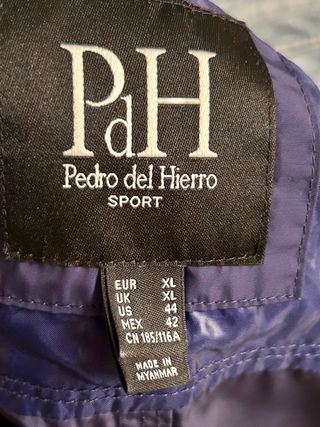 PdH
Pedro del Hierro
SPORT
EUR XL
UK XL
US 44
MEX 42
CN 185/116A
MADE IN
MYANMAR